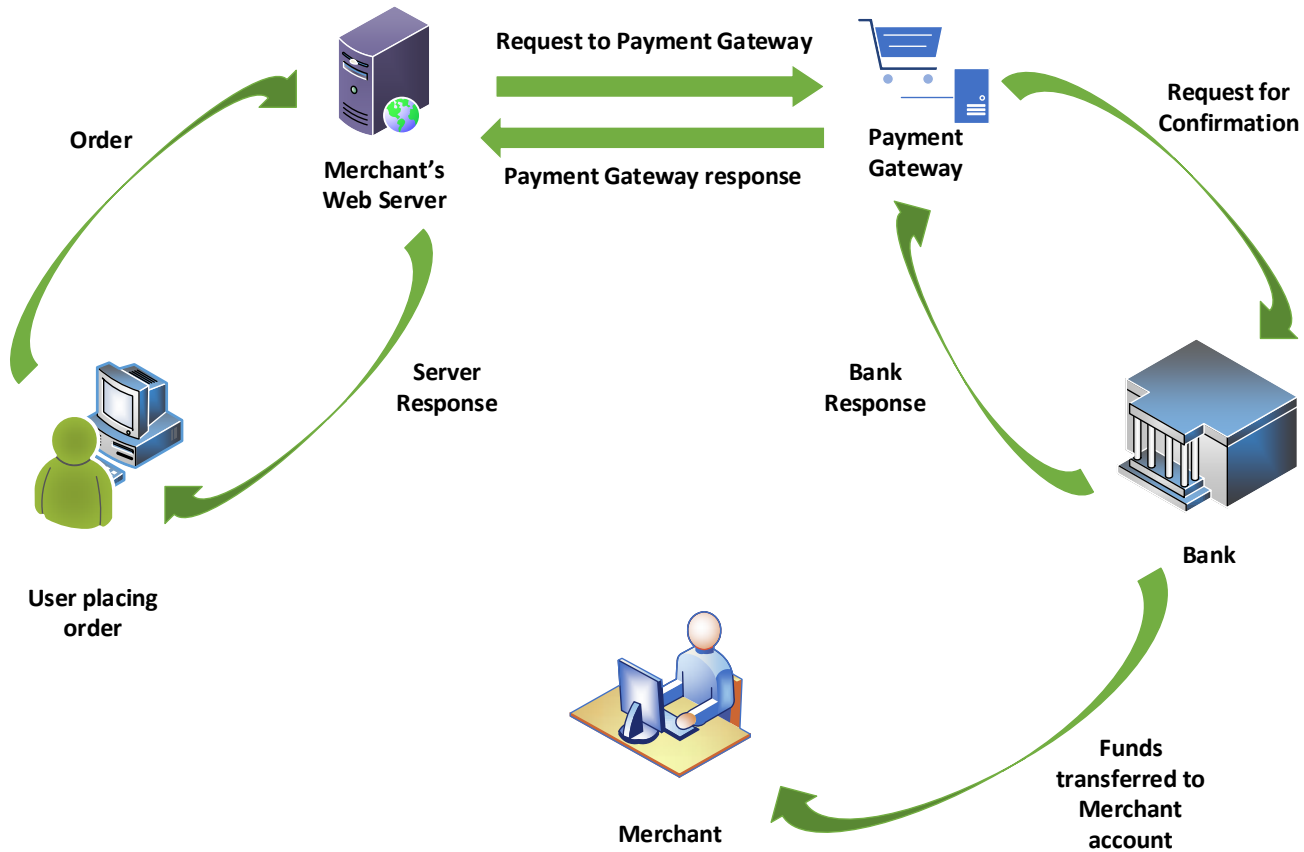 Request to Payment Gateway
Order
Merchant’s
Web Server
Payment Gateway response
Payment
Gateway
Request for
Confirmation
Server
Response
Bank
Response
Bank
User placing
order
Merchant
Funds
transferred to
Merchant
account